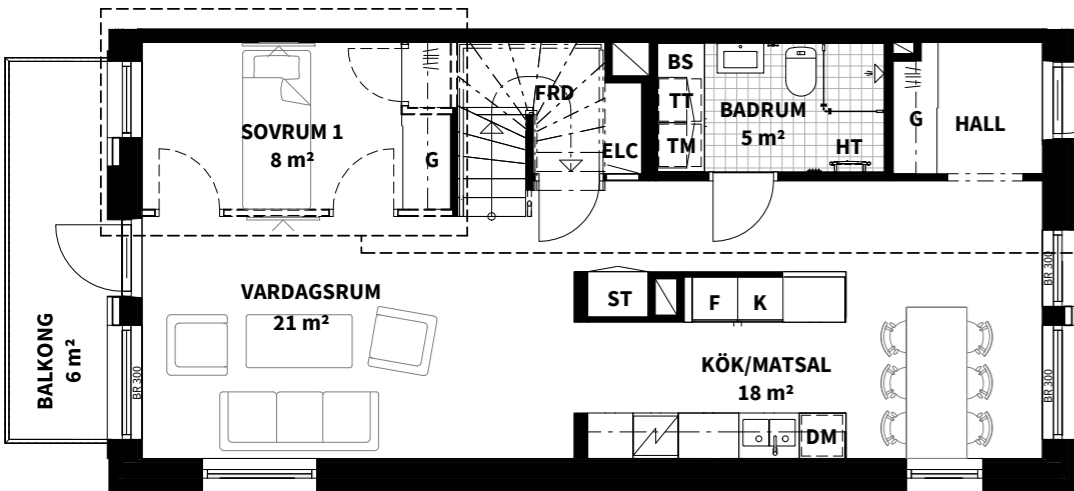 SOVRUM 1
8 m²
G
FRD
ELC
BS
TT
TM
BADRUM
5 m²
HT
G
HALL
BALKONG
6 m²
BR 300
VARDAGSRUM
21 m²
ST
F
K
KÖK/MATSAL
18 m²
DM
BR 300
BR 300